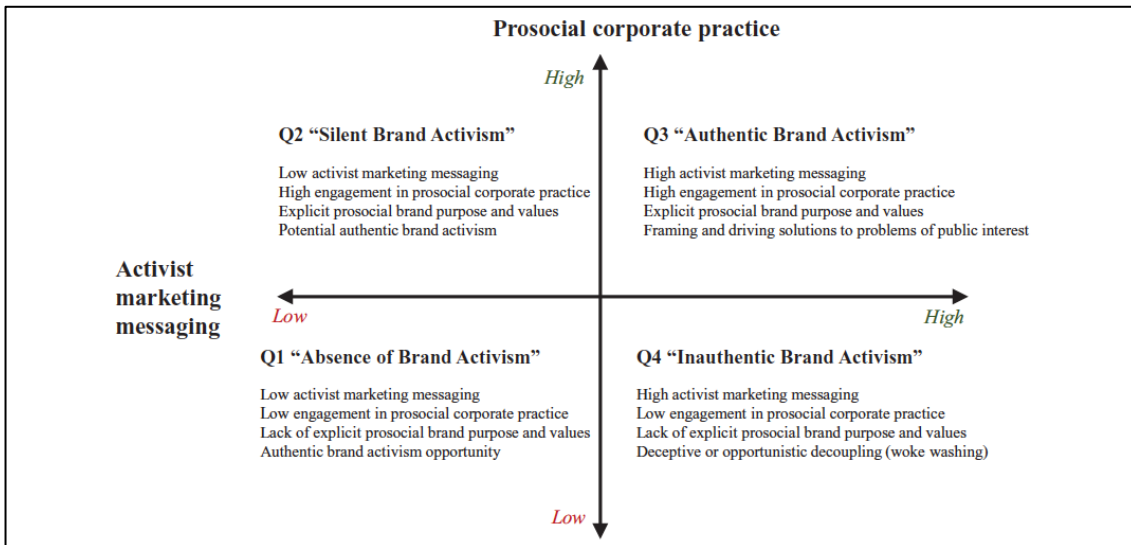 Prosocial corporate practice
High
Q2 “Silent Brand Activism”
Low activist marketing messaging
High engagement in prosocial corporate practice
Explicit prosocial brand purpose and values
Potential authentic brand activism
Q3 “Authentic Brand Activism”
High activist marketing messaging
High engagement in prosocial corporate practice
Explicit prosocial brand purpose and values
Framing and driving solutions to problems of public interest
Activist
marketing
messaging
Low
High
Q1 “Absence of Brand Activism”
Low activist marketing messaging
Low engagement in prosocial corporate practice
Lack of explicit prosocial brand purpose and values
Authentic brand activism opportunity
Q4 “Inauthentic Brand Activism”
High activist marketing messaging
Low engagement in prosocial corporate practice
Lack of explicit prosocial brand purpose and values
Deceptive or opportunistic decoupling (woke washing)
Low